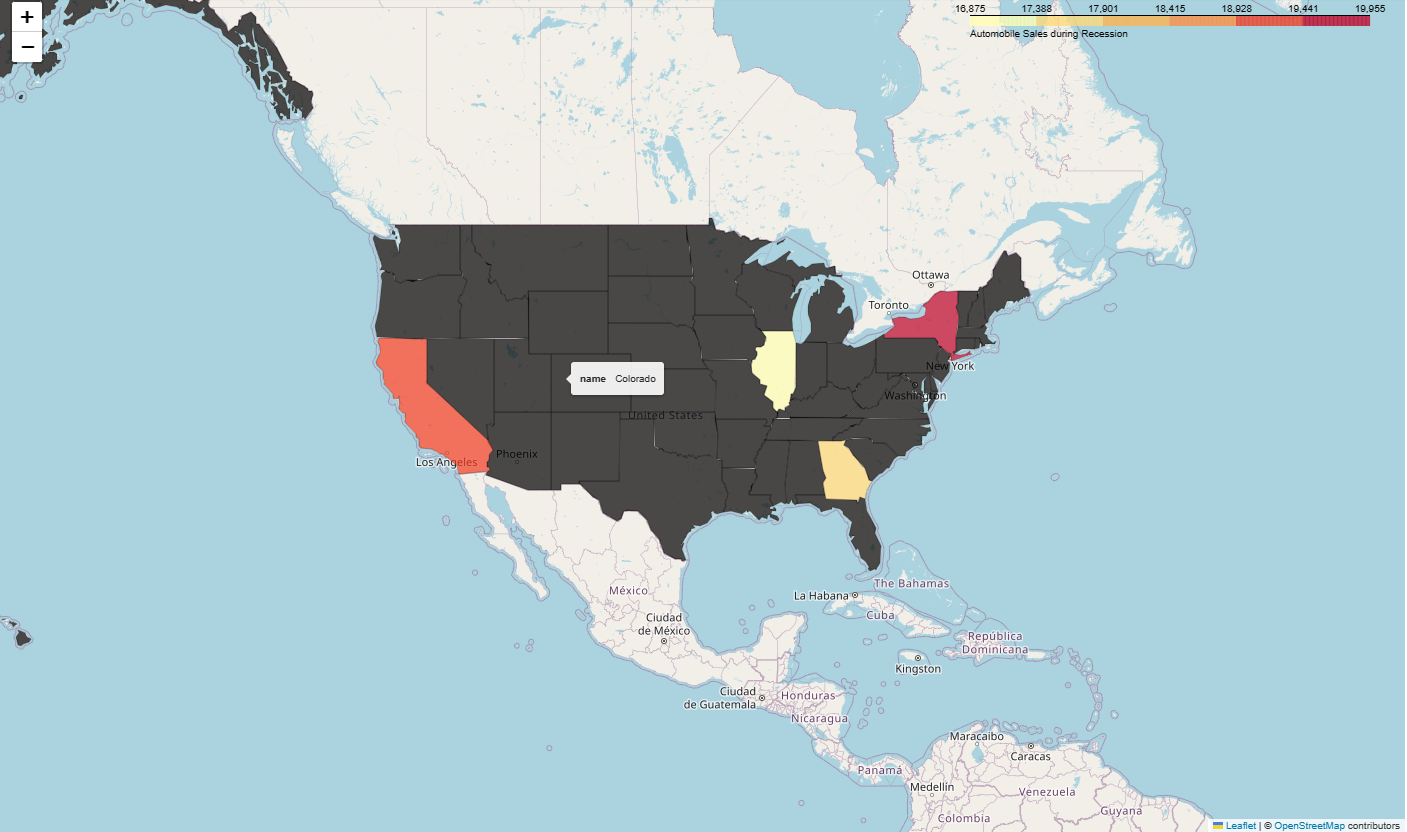 +
−
16,875 17,388 17,901 18,415 18,928 19,441 19,955
Automobile Sales during Recession
Ottawa
Toronto
New York
Washington
name Colorado
United States
Phoenix
Los Angeles
México
Ciudad
de México
La Habana
The Bahamas
Cuba
República
Dominicana
Kingston
Ciudad
de Guatemala
Honduras
Nicaragua
Maracaibo
Caracas
Panamá
Medellín
Venezuela
Guyana
Colombia
Leaflet | © OpenStreetMap contributors